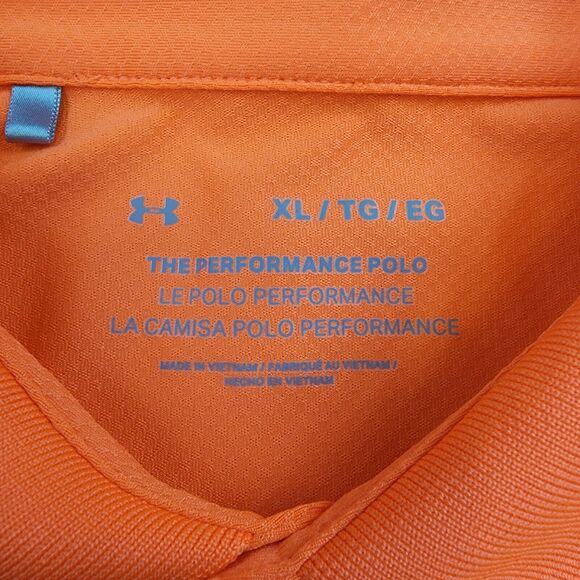 XL / TG / EG
THE PERFORMANCE POLO
LE POLO PERFORMANCE
LA CAMISA POLO PERFORMANCE
MADE IN VIETNAM / FABRIQUÉ AU VIETNAM /
HECHO EN VIETNAM